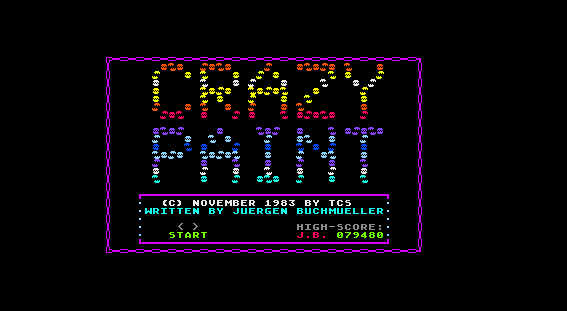 CRAZY
PAINT
(C) NOVEMBER 1983 BY TCS
WRITTEN BY JUERGEN BUCHMUELLER
< > HIGH-SCORE:
START J.B. 079480